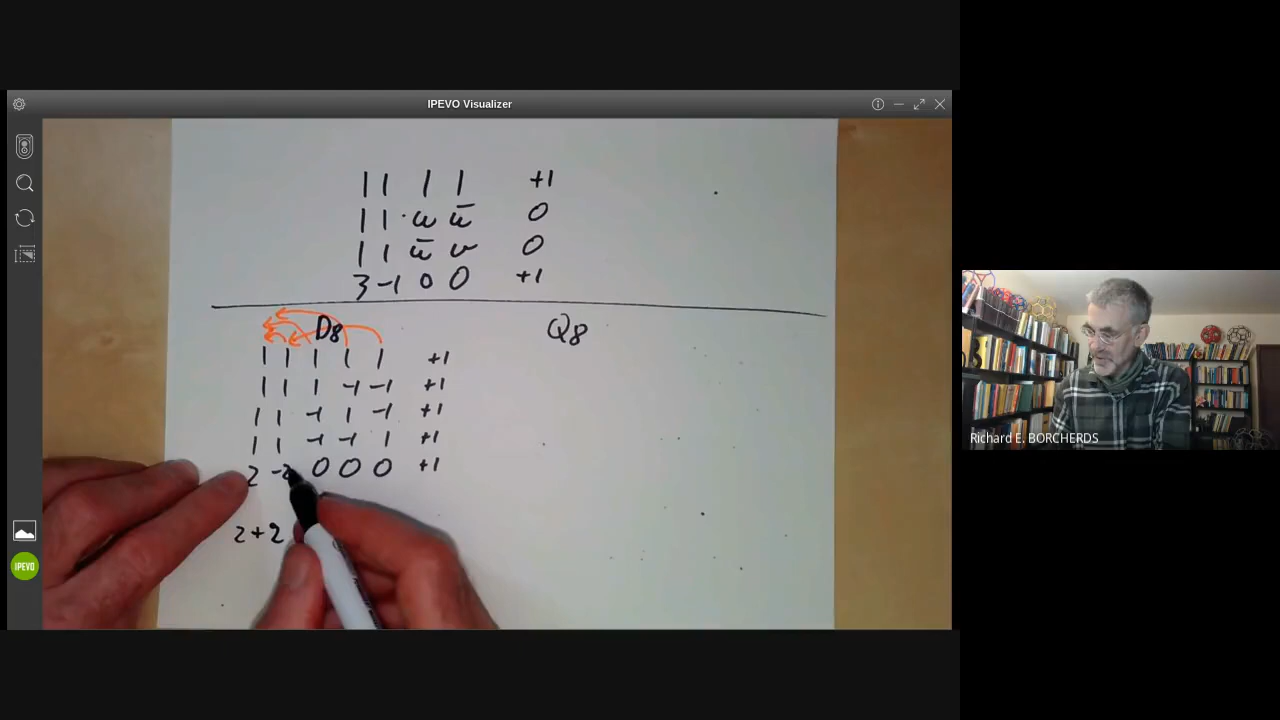 IPEVO Visualizer
1 1 1 1 +1
1 1 ω ω̄ 0
1 1 ω̄ ω 0
3 -1 0 0 +1
D8 Q8
1 1 1 1 1 +1
1 1 1 -1 -1 +1
1 1 -1 1 -1 +1
1 1 -1 -1 1 +1
2 -2 0 0 0 +1
2+2
IPEVO
Richard E. BORCHERDS